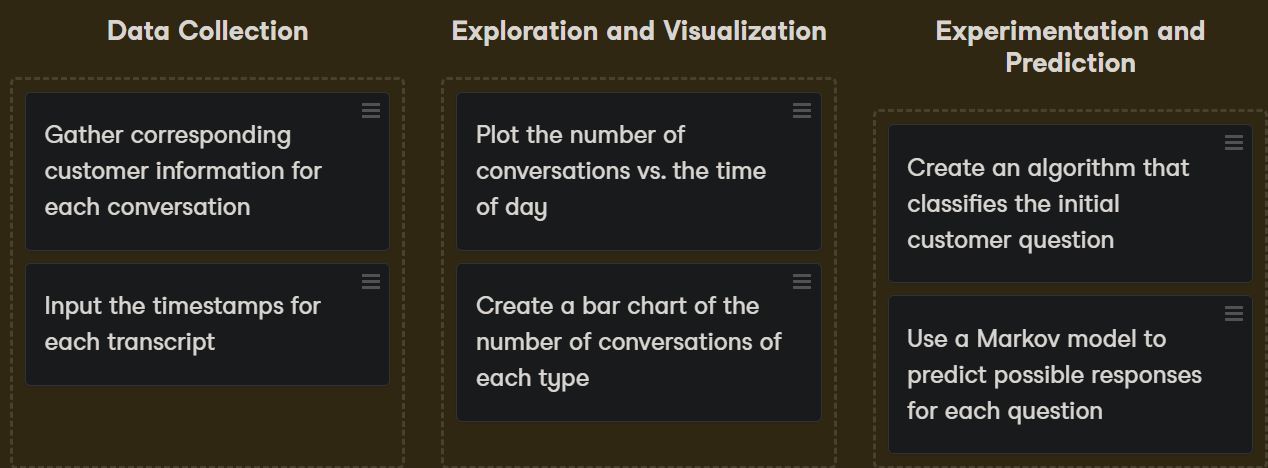 Data Collection
Gather corresponding
customer information for
each conversation
Input the timestamps for
each transcript
Exploration and Visualization
Plot the number of
conversations vs. the time
of day
Create a bar chart of the
number of conversations of
each type
Experimentation and
Prediction
Create an algorithm that
classifies the initial
customer question
Use a Markov model to
predict possible responses
for each question